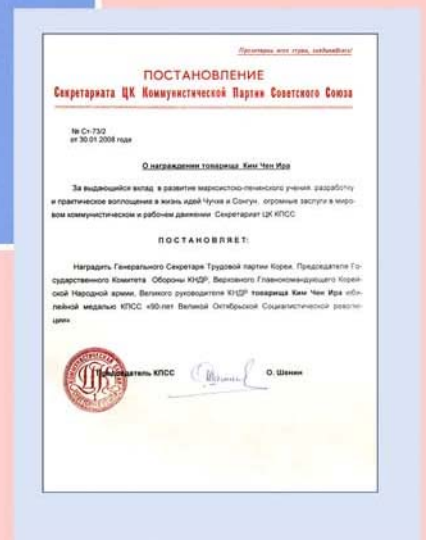 Пролетарии всех стран, соединяйтесь!
ПОСТАНОВЛЕНИЕ
Секретариата ЦК Коммунистической Партии Советского Союза
№ Ст-73/2
от 30.01.2008 года
О награждении товарища Ким Чен Ира
За выдающийся вклад в развитие марксистско-ленинского учения, разработку
и практическое воплощение в жизнь идей Чучхе и Сонгун, огромные заслуги в миро-
вом коммунистическом и рабочем движении Секретариат ЦК КПСС
ПОСТАНОВЛЯЕТ:
Наградить Генерального Секретаря Трудовой партии Кореи, Председателя Го-
сударственного Комитета Обороны КНДР, Верховного Главнокомандующего Корей-
ской Народной армии, Великого руководителя КНДР товарища Ким Чен Ира юби-
лейной медалью КПСС «90-лет Великой Октябрьской Социалистической револю-
ции»
Председатель КПСС О. Шенин